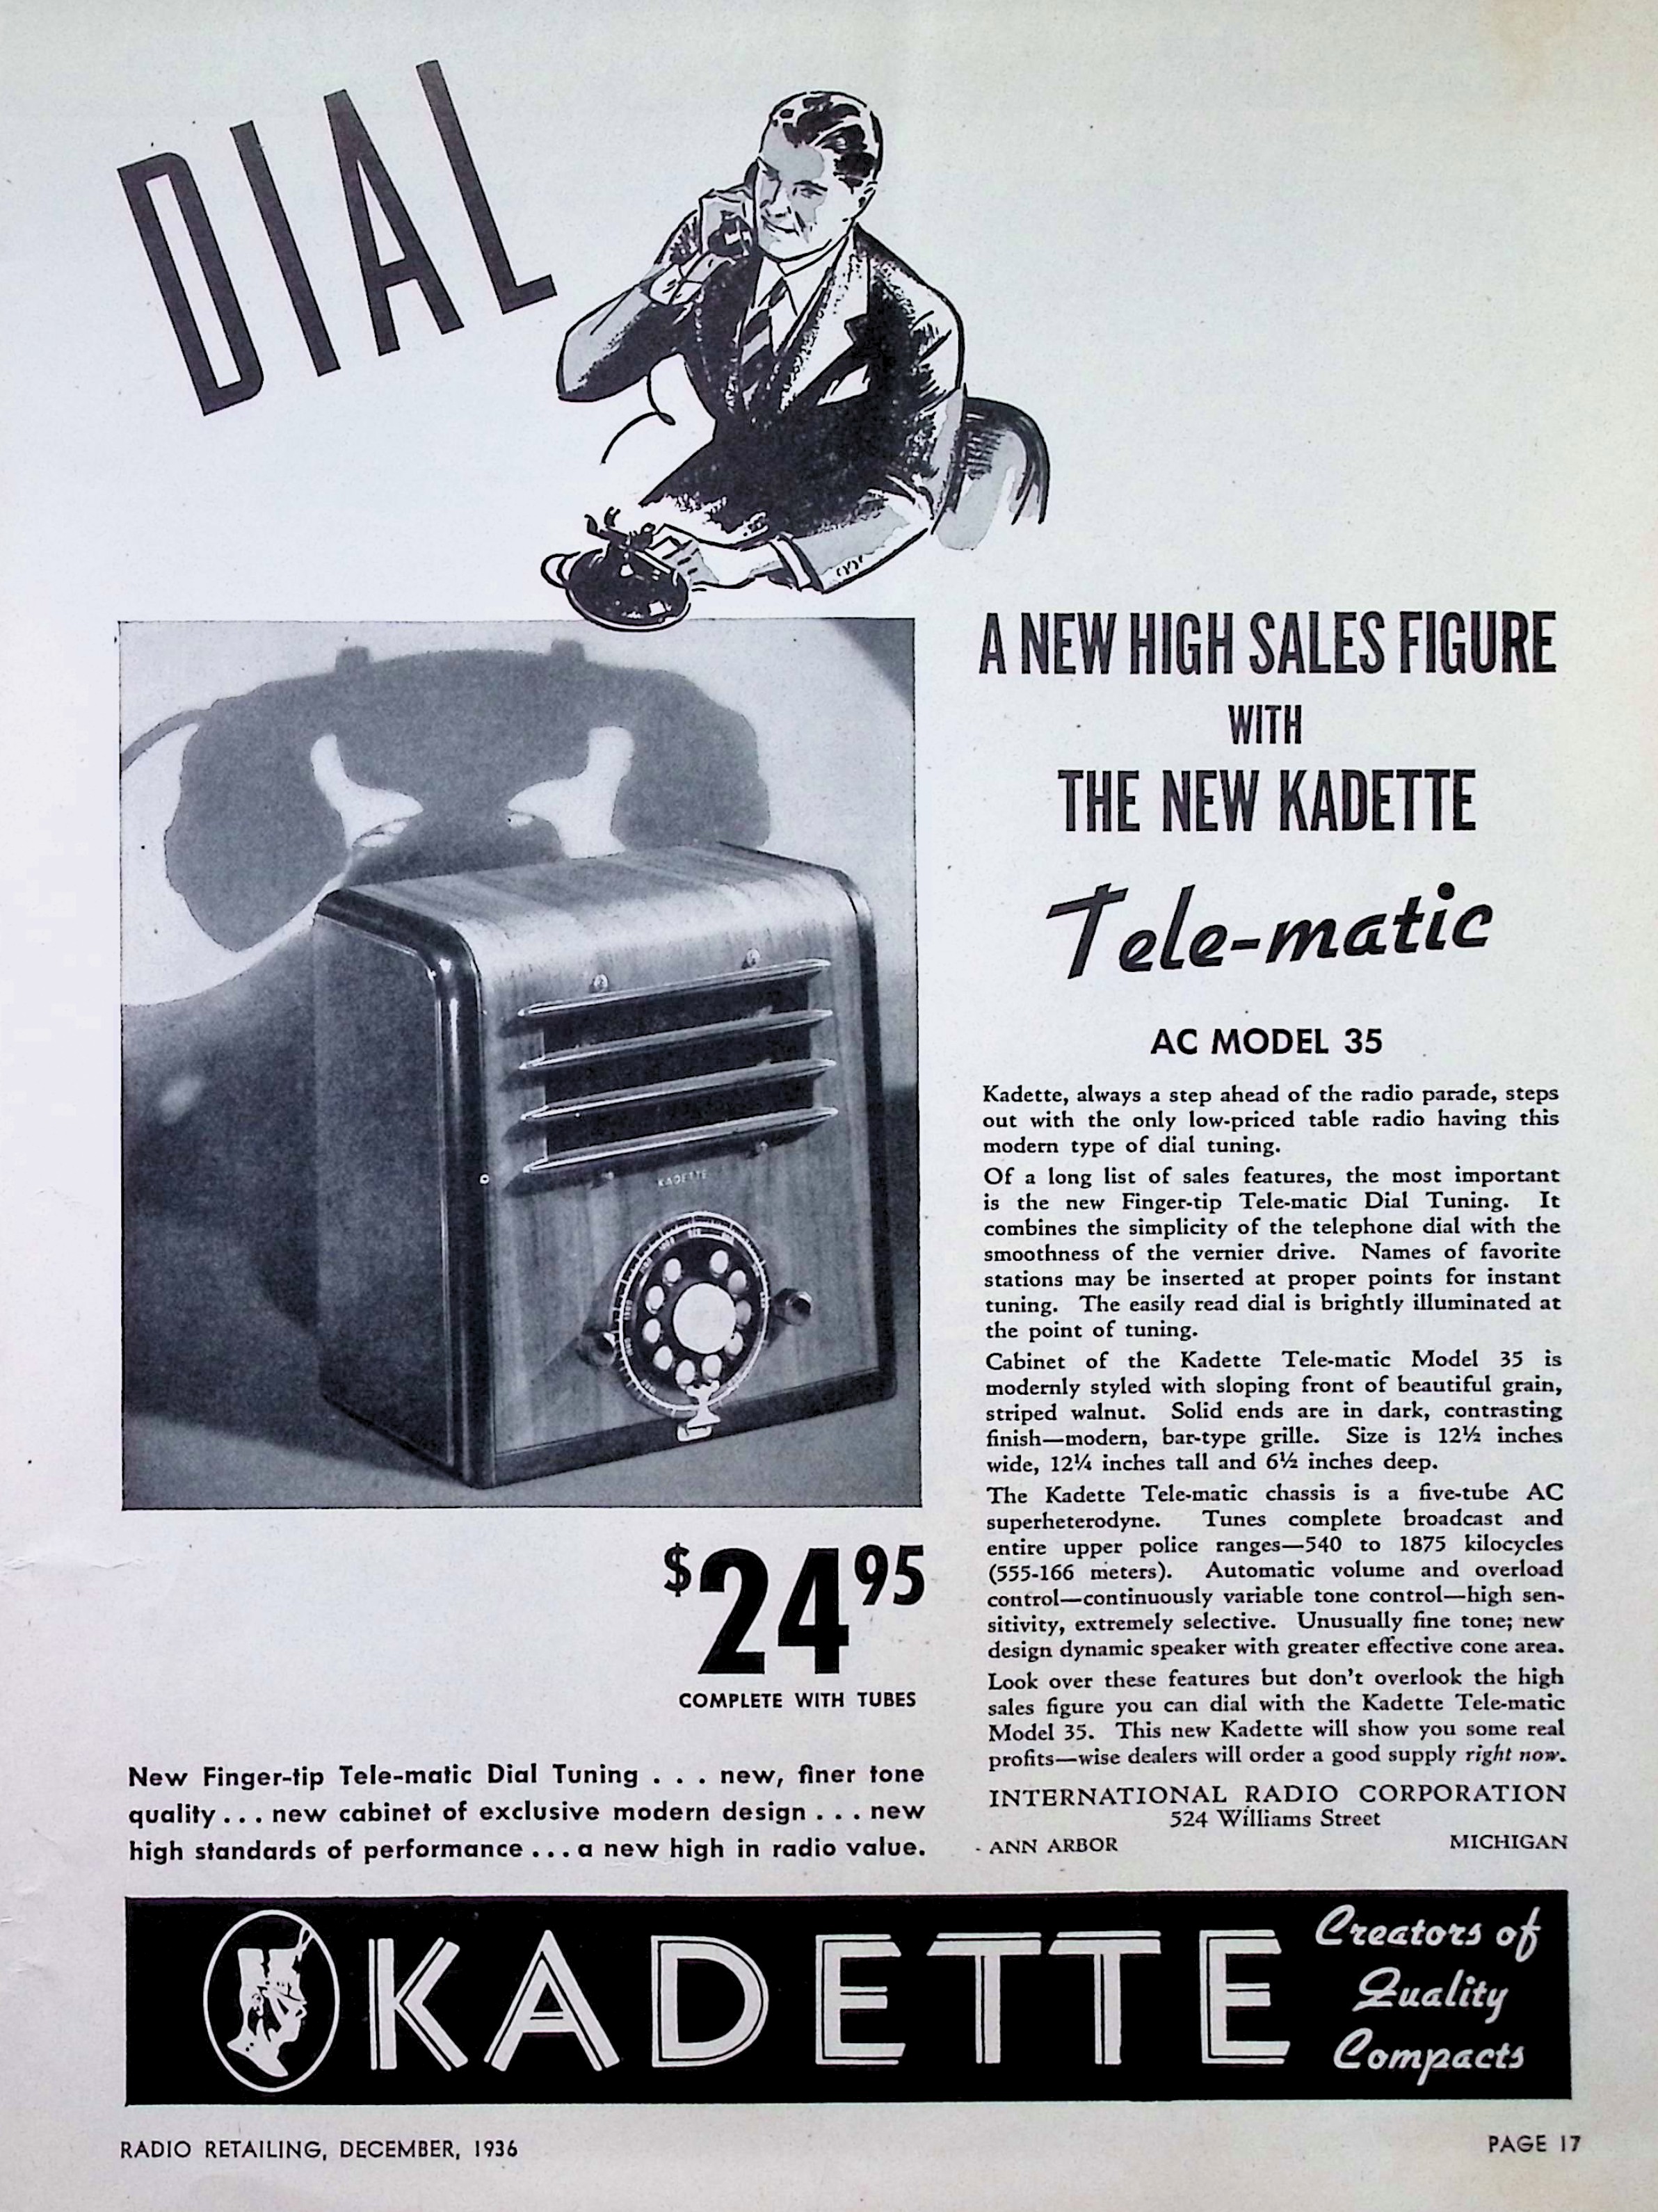 DIAL
A NEW HIGH SALES FIGURE
WITH
THE NEW KADETTE
Tele-matic
AC MODEL 35
Kadette, always a step ahead of the radio parade, steps
out with the only low-priced table radio having this
modern type of dial tuning.
Of a long list of sales features, the most important
is the new Finger-tip Tele-matic Dial Tuning. It
combines the simplicity of the telephone dial with the
smoothness of the vernier drive. Names of favorite
stations may be inserted at proper points for instant
tuning. The easily read dial is brightly illuminated at
the point of tuning.
Cabinet of the Kadette Tele-matic Model 35 is
modernly styled with sloping front of beautiful grain,
striped walnut. Solid ends are in dark, contrasting
finish—modern, bar-type grille. Size is 12½ inches
wide, 12¼ inches tall and 6½ inches deep.
The Kadette Tele-matic chassis is a five-tube AC
superheterodyne. Tunes complete broadcast and
entire upper police ranges—540 to 1875 kilocycles
(555-166 meters). Automatic volume and overload
control—continuously variable tone control—high sen-
sitivity, extremely selective. Unusually fine tone; new
design dynamic speaker with greater effective cone area.
Look over these features but don't overlook the high
sales figure you can dial with the Kadette Tele-matic
Model 35. This new Kadette will show you some real
profits—wise dealers will order a good supply right now.
INTERNATIONAL RADIO CORPORATION
524 Williams Street
ANN ARBOR MICHIGAN
KADETTE
$24 95
COMPLETE WITH TUBES
New Finger-tip Tele-matic Dial Tuning . . . new, finer tone
quality . . . new cabinet of exclusive modern design . . . new
high standards of performance . . . a new high in radio value.
KADETTE
Creators of
Quality
Compacts
RADIO RETAILING, DECEMBER, 1936
PAGE 17